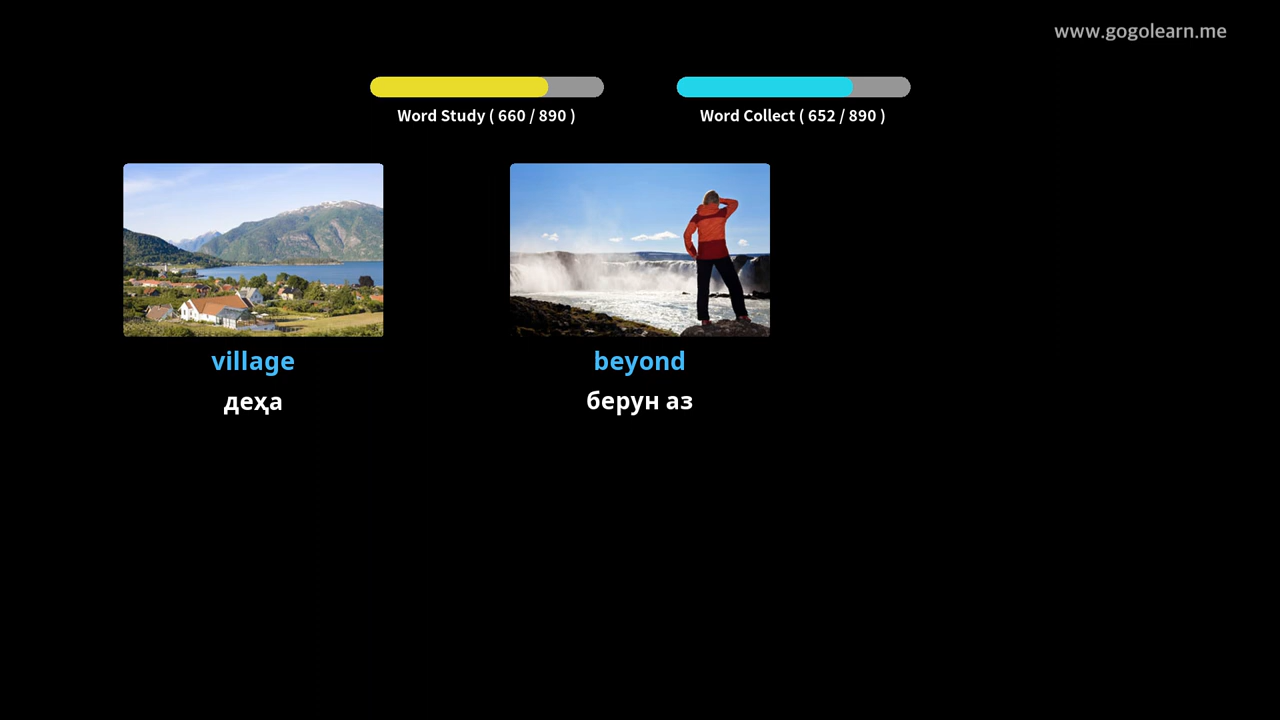 www.gogolearn.me
Word Study ( 660 / 890 )
Word Collect ( 652 / 890 )
village
деҳа
beyond
берун аз